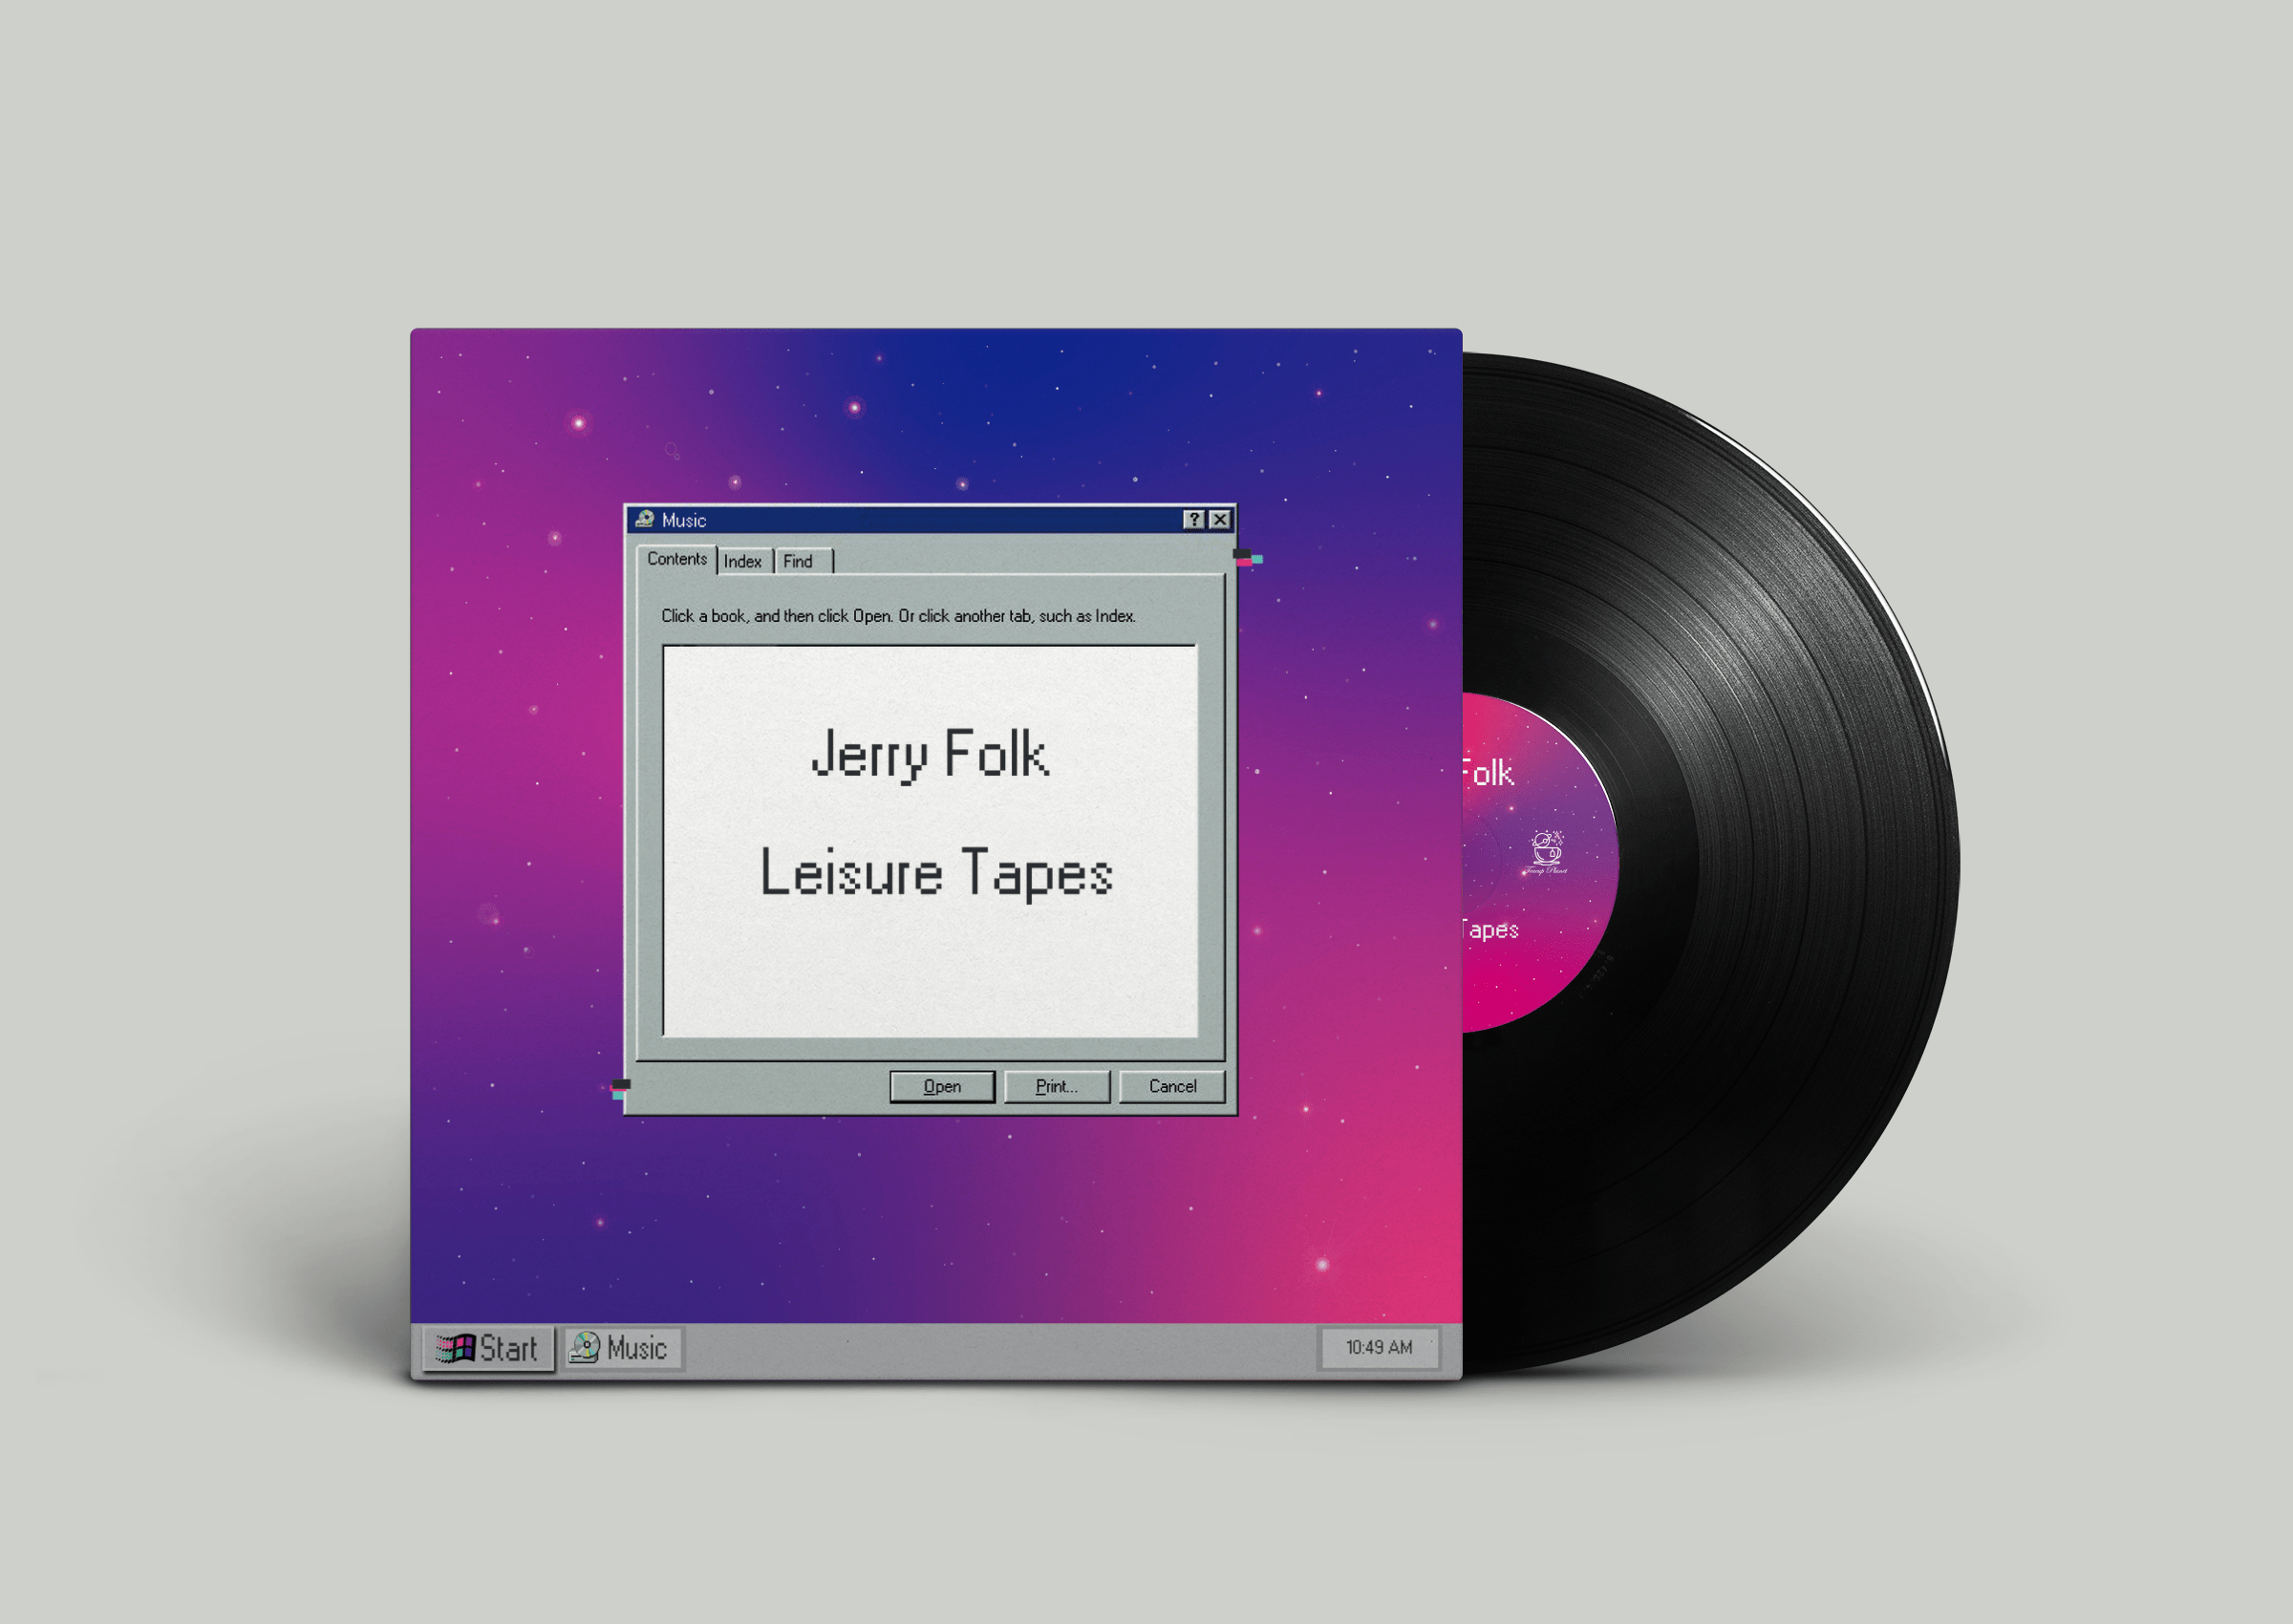 Music
?
Contents Index Find
Click a book, and then click Open. Or click another tab, such as Index.
Jerry Folk
Leisure Tapes
Open Print... Cancel
Start Music 10:49 AM
Folk
Planet
Tapes